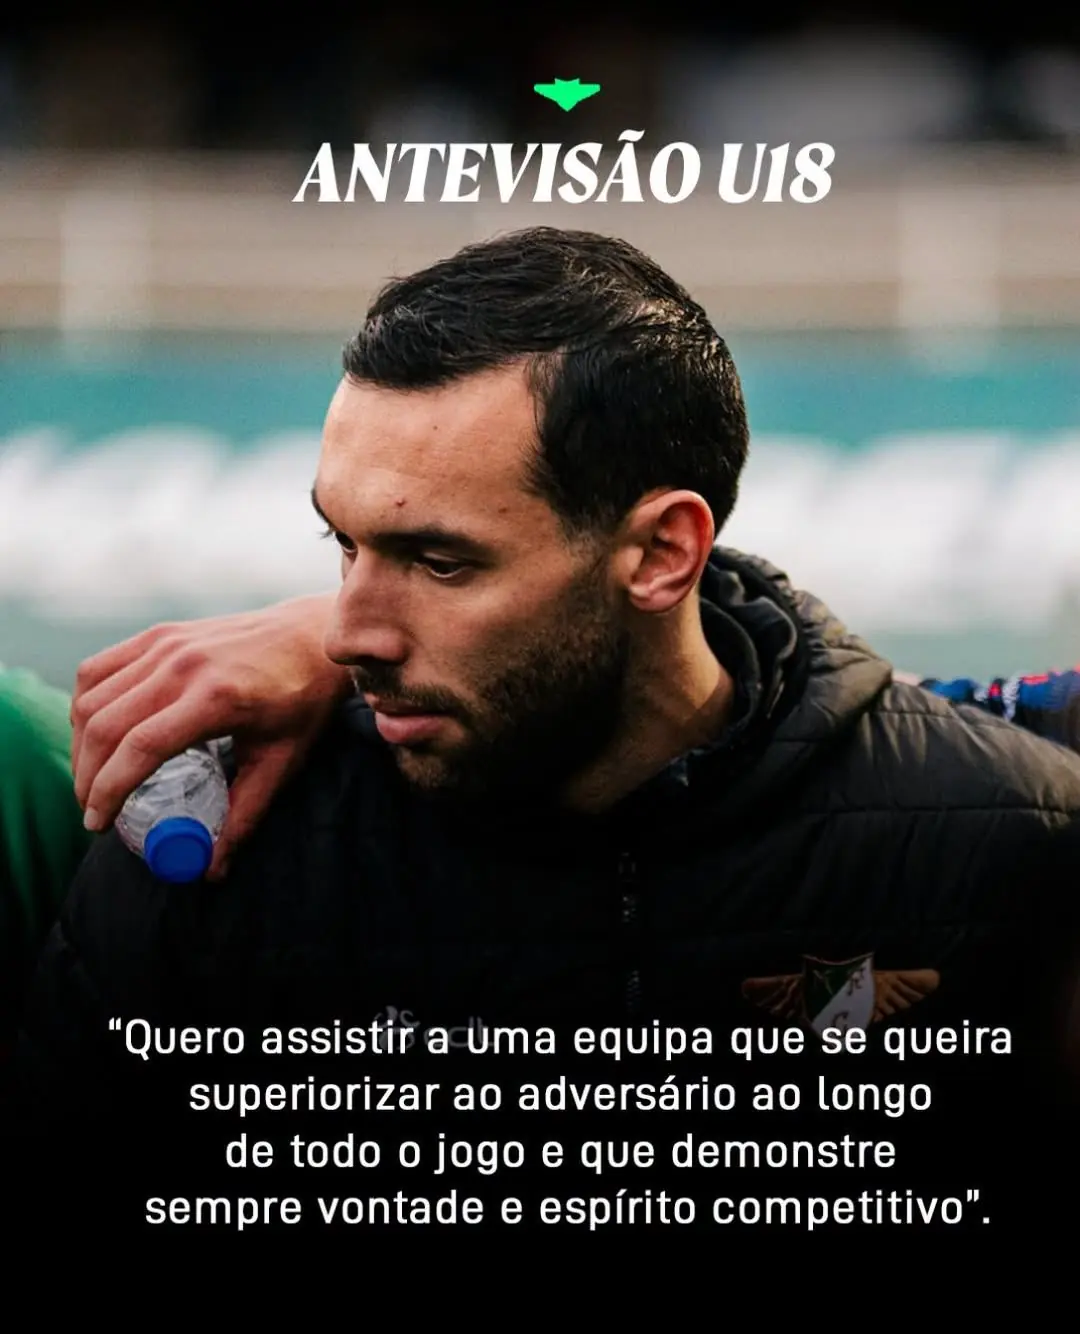 ANTEVISÃO U18
“Quero assistir a uma equipa que se queira
superiorizar ao adversário ao longo
de todo o jogo e que demonstre
sempre vontade e espírito competitivo”.